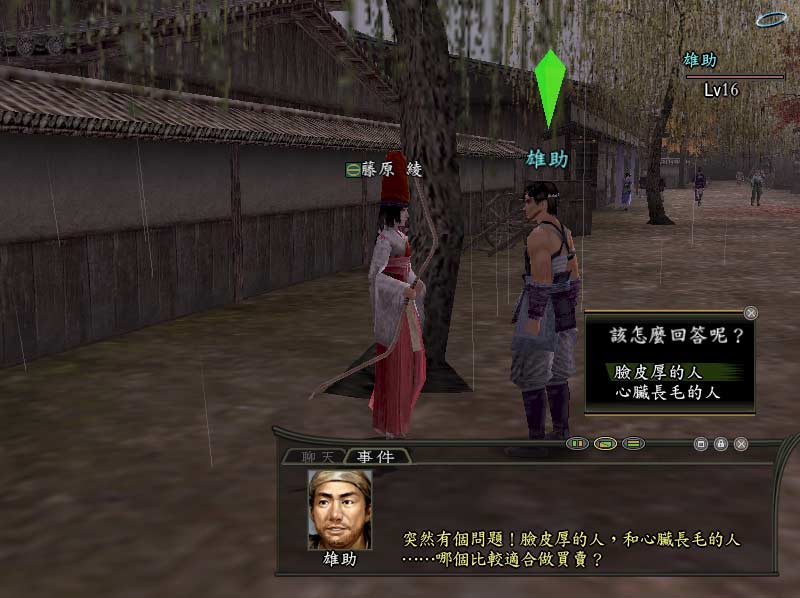 雄助
Lv16
雄助
藤原 綾
該怎麼回答呢？
臉皮厚的人
心臟長毛的人
聊天 事件
突然有個問題！臉皮厚的人，和心臟長毛的人
⋯⋯哪個比較適合做買賣？
雄助